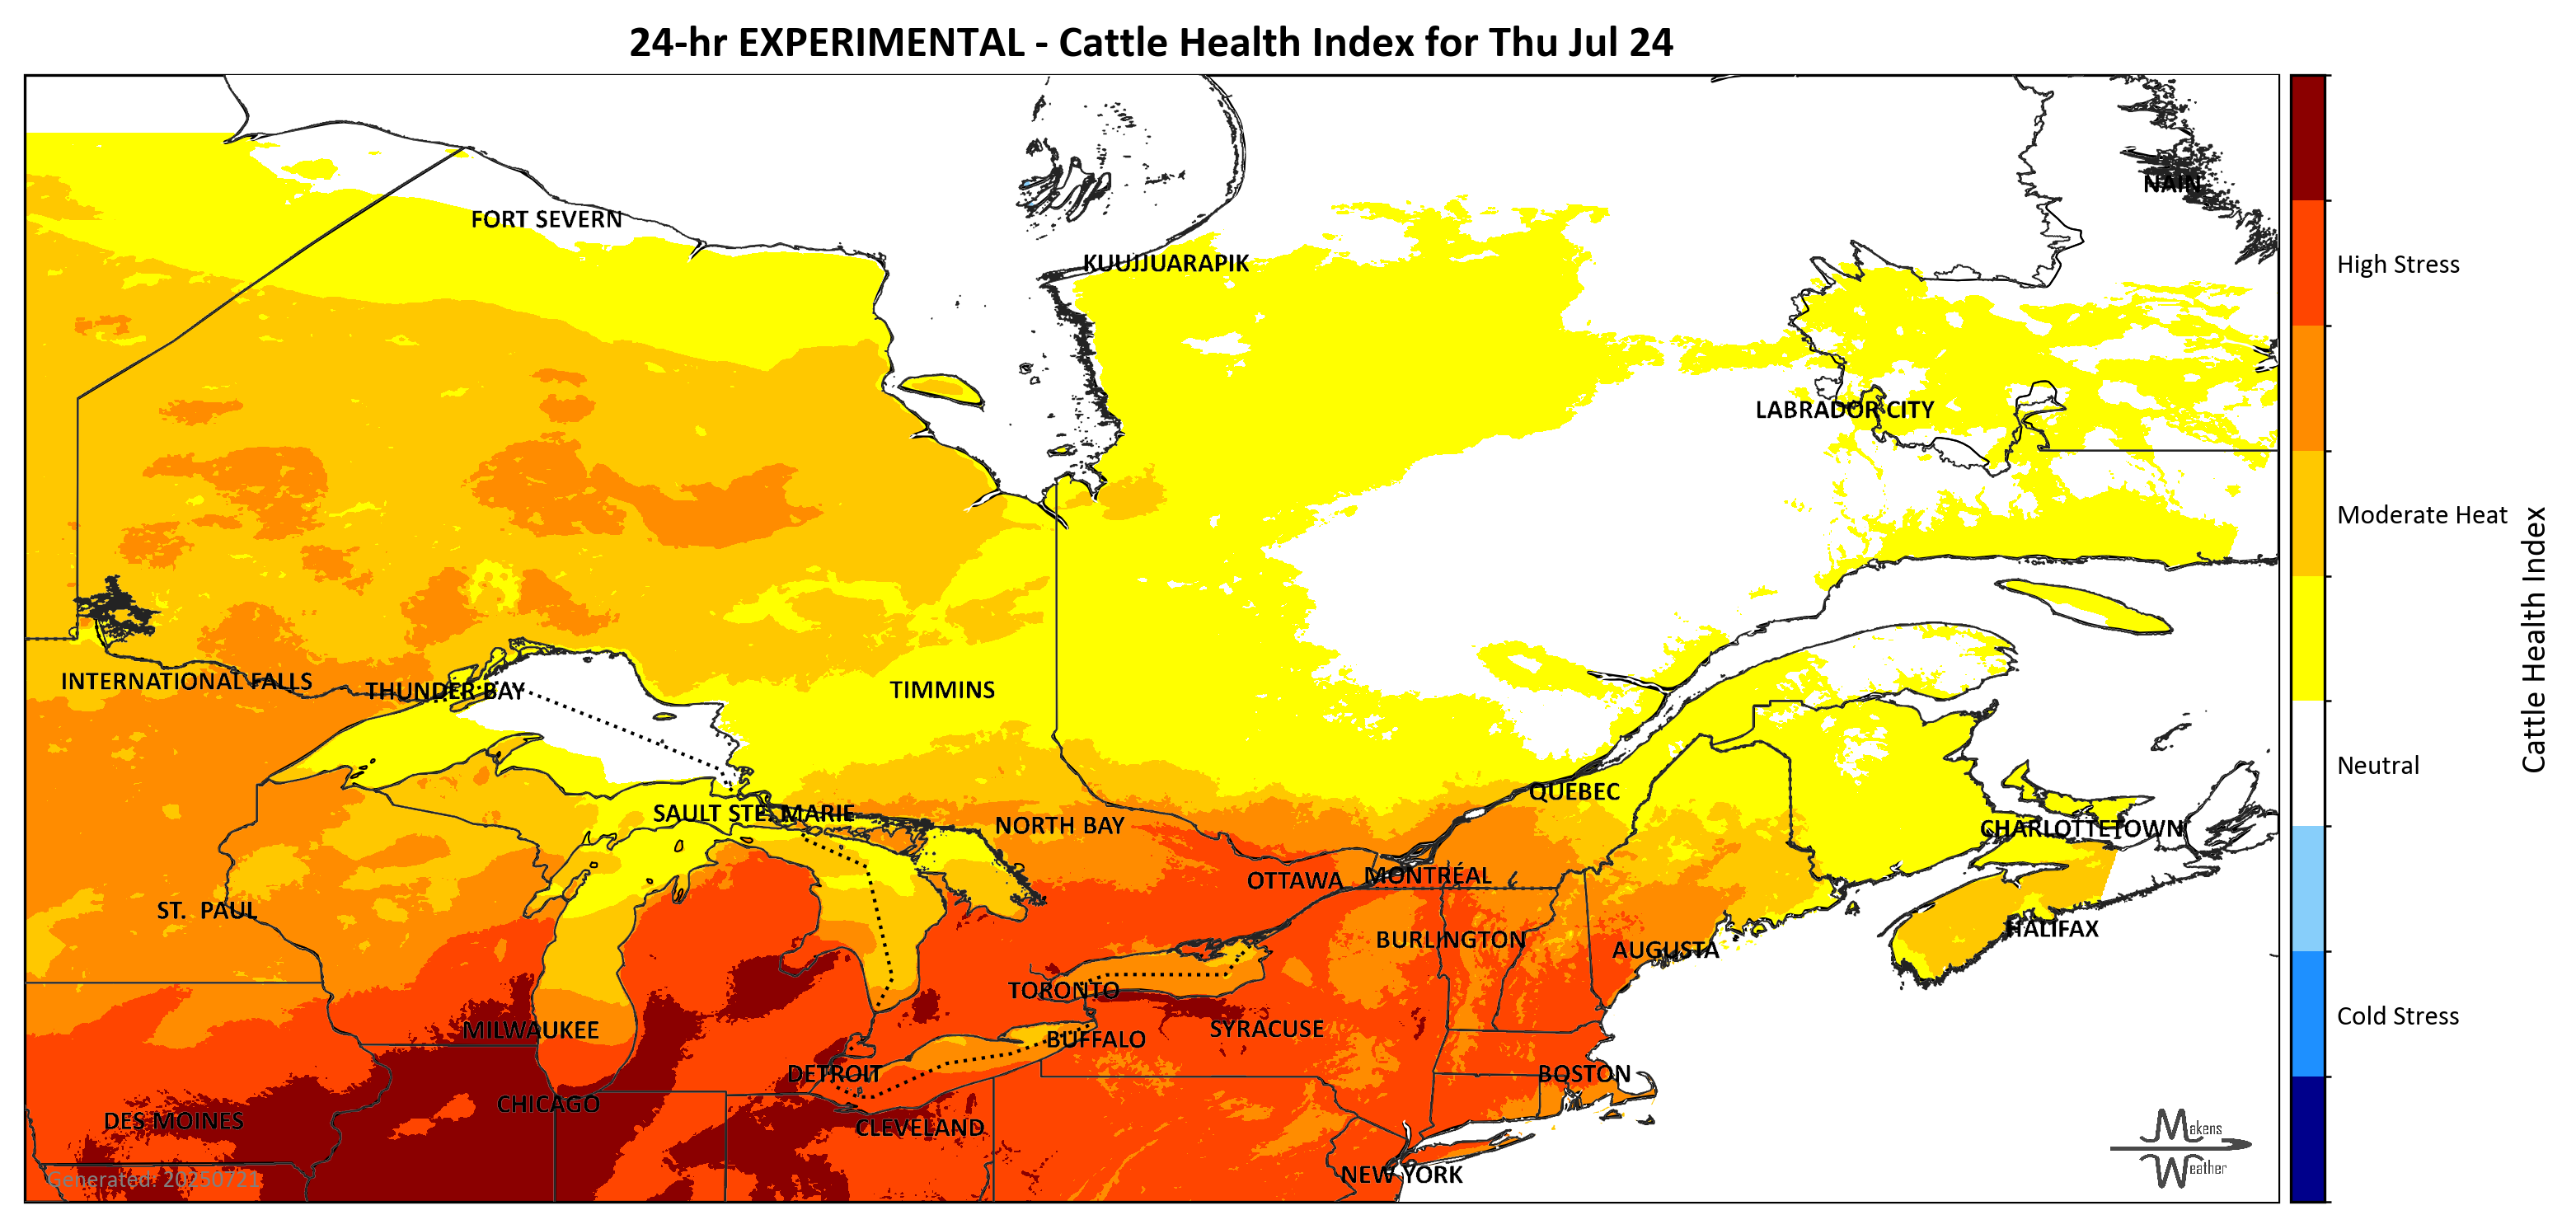 24-hr EXPERIMENTAL - Cattle Health Index for Thu Jul 24
NAIN
FORT SEVERN
KUUJJUARAPIK
High Stress
LABRADOR CITY
Moderate Heat
Cattle Health Index
INTERNATIONAL FALLS
THUNDER BAY
TIMMINS
Neutral
QUEBEC
SAULT STE. MARIE
NORTH BAY
CHARLOTTETOWN
OTTAWA
MONTRÉAL
ST. PAUL
HALIFAX
BURLINGTON
AUGUSTA
TORONTO
Cold Stress
MILWAUKEE
SYRACUSE
BUFFALO
DETROIT
BOSTON
CHICAGO
DES MOINES
CLEVELAND
Makens
Weather
NEW YORK
Generated: 20250721